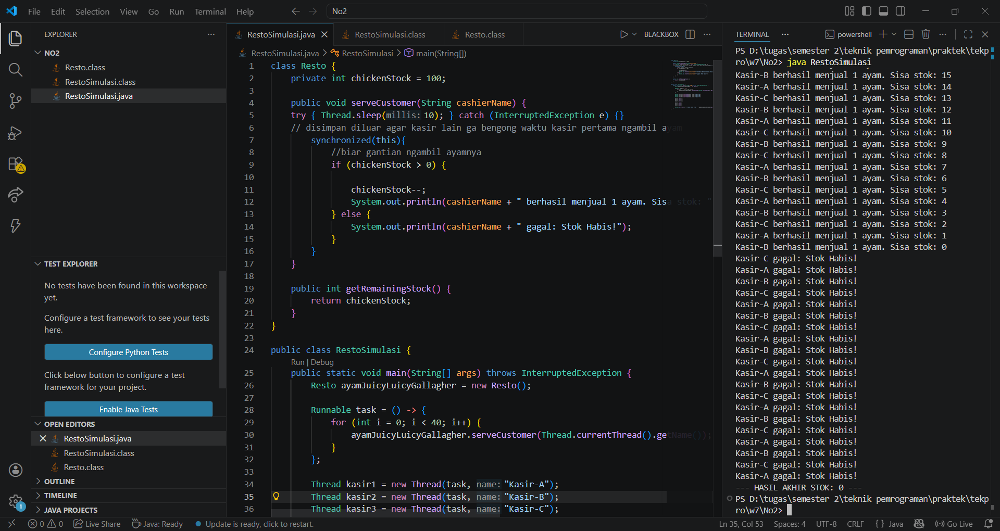 File Edit Selection View Go Run Terminal Help
No2
EXPLORER
NO2
Resto.class
RestoSimulasi.class
RestoSimulasi.java
TEST EXPLORER
No tests have been found in this workspace
yet.
Configure a test framework to see your tests
here.
Configure Python Tests
Click below button to configure a test
framework for your project.
Enable Java Tests
OPEN EDITORS
RestoSimulasi.java
RestoSimulasi.class
Resto.class
OUTLINE
TIMELINE
JAVA PROJECTS
RestoSimulasi.java RestoSimulasi.class Resto.class BLACKBOX
RestoSimulasi.java > RestoSimulasi > main(String[])
1 class Resto {
2 private int chickenStock = 100;
3
4 public void serveCustomer(String cashierName) {
5 try { Thread.sleep(millis: 10); } catch (InterruptedException e) {}
6 // disimpan diluar agar kasir lain ga bengong waktu kasir pertama ngambil ayam
7 synchronized(this){
8 //biar gantian ngambil ayamnya
9 if (chickenStock > 0) {
10
11 chickenStock--;
12 System.out.println(cashierName + " berhasil menjual 1 ayam. Sisa stok: "
13 } else {
14 System.out.println(cashierName + " gagal: Stok Habis!");
15 }
16 }
17 }
18
19 public int getRemainingStock() {
20 return chickenStock;
21 }
22 }
23
24 public class RestoSimulasi {
Run | Debug
25 public static void main(String[] args) throws InterruptedException {
26 Resto ayamJuicyLuicyGallagher = new Resto();
27
28 Runnable task = () -> {
29 for (int i = 0; i < 40; i++) {
30 ayamJuicyLuicyGallagher.serveCustomer(Thread.currentThread().getName());
31 }
32 };
33
34 Thread kasir1 = new Thread(task, name: "Kasir-A");
35 Thread kasir2 = new Thread(task, name: "Kasir-B");
36 Thread kasir3 = new Thread(task, name: "Kasir-C");
TERMINAL powershell
PS D:\tugas\semester 2\teknik pemrograman\praktek\tekp
ro\w7\No2> java RestoSimulasi
Kasir-B berhasil menjual 1 ayam. Sisa stok: 15
Kasir-A berhasil menjual 1 ayam. Sisa stok: 14
Kasir-C berhasil menjual 1 ayam. Sisa stok: 13
Kasir-B berhasil menjual 1 ayam. Sisa stok: 12
Kasir-A berhasil menjual 1 ayam. Sisa stok: 11
Kasir-C berhasil menjual 1 ayam. Sisa stok: 10
Kasir-B berhasil menjual 1 ayam. Sisa stok: 9
Kasir-C berhasil menjual 1 ayam. Sisa stok: 8
Kasir-A berhasil menjual 1 ayam. Sisa stok: 7
Kasir-B berhasil menjual 1 ayam. Sisa stok: 6
Kasir-C berhasil menjual 1 ayam. Sisa stok: 5
Kasir-A berhasil menjual 1 ayam. Sisa stok: 4
Kasir-B berhasil menjual 1 ayam. Sisa stok: 3
Kasir-C berhasil menjual 1 ayam. Sisa stok: 2
Kasir-A berhasil menjual 1 ayam. Sisa stok: 1
Kasir-B berhasil menjual 1 ayam. Sisa stok: 0
Kasir-C gagal: Stok Habis!
Kasir-A gagal: Stok Habis!
Kasir-B gagal: Stok Habis!
Kasir-C gagal: Stok Habis!
Kasir-A gagal: Stok Habis!
Kasir-B gagal: Stok Habis!
Kasir-C gagal: Stok Habis!
Kasir-A gagal: Stok Habis!
Kasir-B gagal: Stok Habis!
Kasir-C gagal: Stok Habis!
Kasir-A gagal: Stok Habis!
Kasir-B gagal: Stok Habis!
Kasir-C gagal: Stok Habis!
Kasir-A gagal: Stok Habis!
Kasir-B gagal: Stok Habis!
Kasir-C gagal: Stok Habis!
Kasir-A gagal: Stok Habis!
Kasir-B gagal: Stok Habis!
Kasir-C gagal: Stok Habis!
Kasir-A gagal: Stok Habis!
--- HASIL AKHIR STOK: 0 ---
PS D:\tugas\semester 2\teknik pemrograman\praktek\tekp
ro\w7\No2>
1
0 0 Live Share Java: Ready Update is ready, click to restart. Ln 35, Col 53 Spaces: 4 UTF-8 CRLF {} Java Go Live